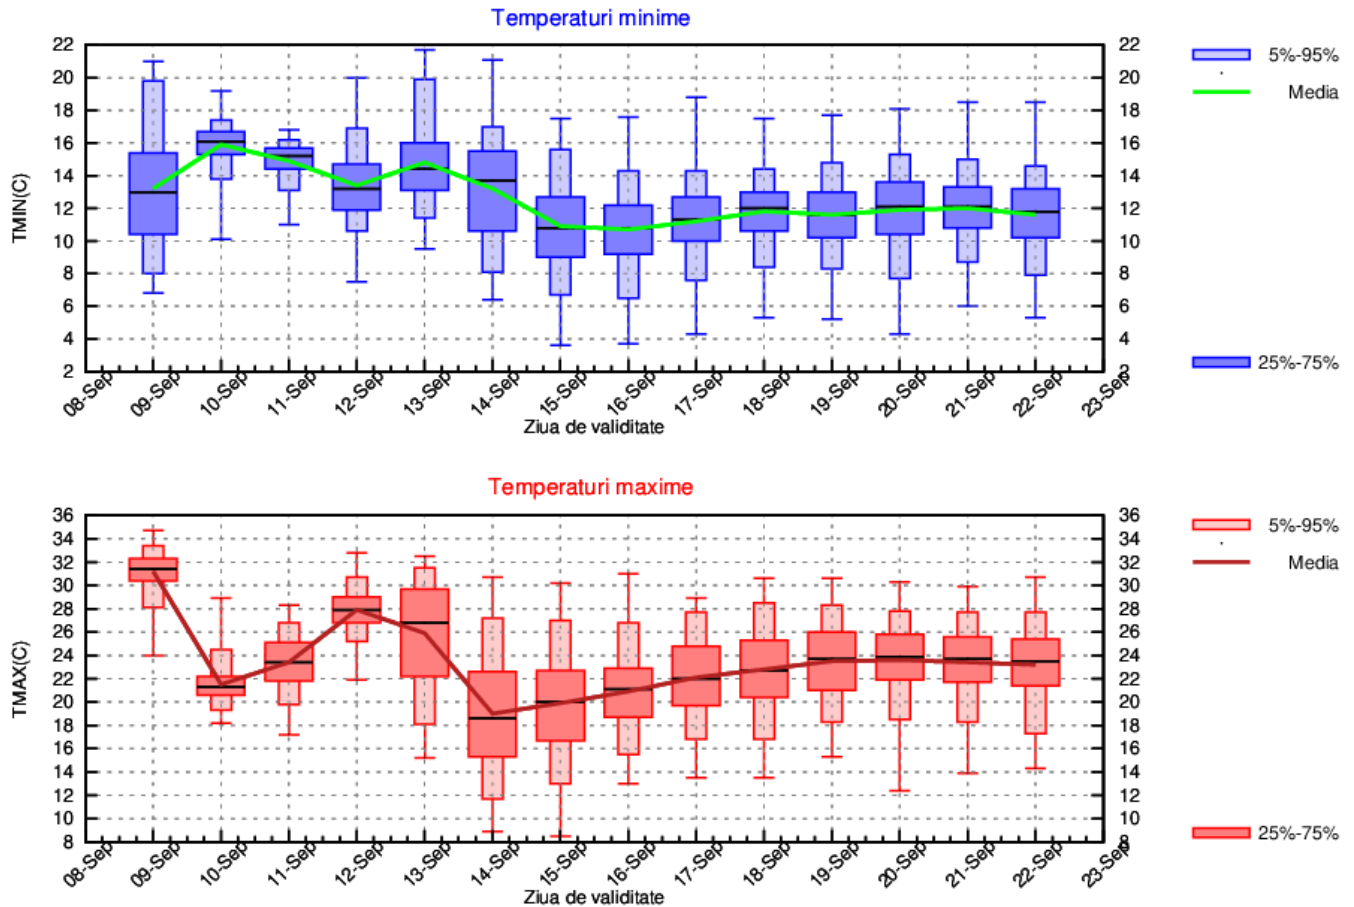 Temperaturi minime
TMIN(C)
22 20 18 16 14 12 10 8 6 4 2
22 20 18 16 14 12 10 8 6 4 2
5%-95%
Media
25%-75%
08-Sep 09-Sep 10-Sep 11-Sep 12-Sep 13-Sep 14-Sep 15-Sep 16-Sep 17-Sep 18-Sep 19-Sep 20-Sep 21-Sep 22-Sep 23-Sep
Ziua de validitate
Temperaturi maxime
TMAX(C)
36 34 32 30 28 26 24 22 20 18 16 14 12 10 8
36 34 32 30 28 26 24 22 20 18 16 14 12 10 8
5%-95%
Media
25%-75%
08-Sep 09-Sep 10-Sep 11-Sep 12-Sep 13-Sep 14-Sep 15-Sep 16-Sep 17-Sep 18-Sep 19-Sep 20-Sep 21-Sep 22-Sep 23-Sep
Ziua de validitate